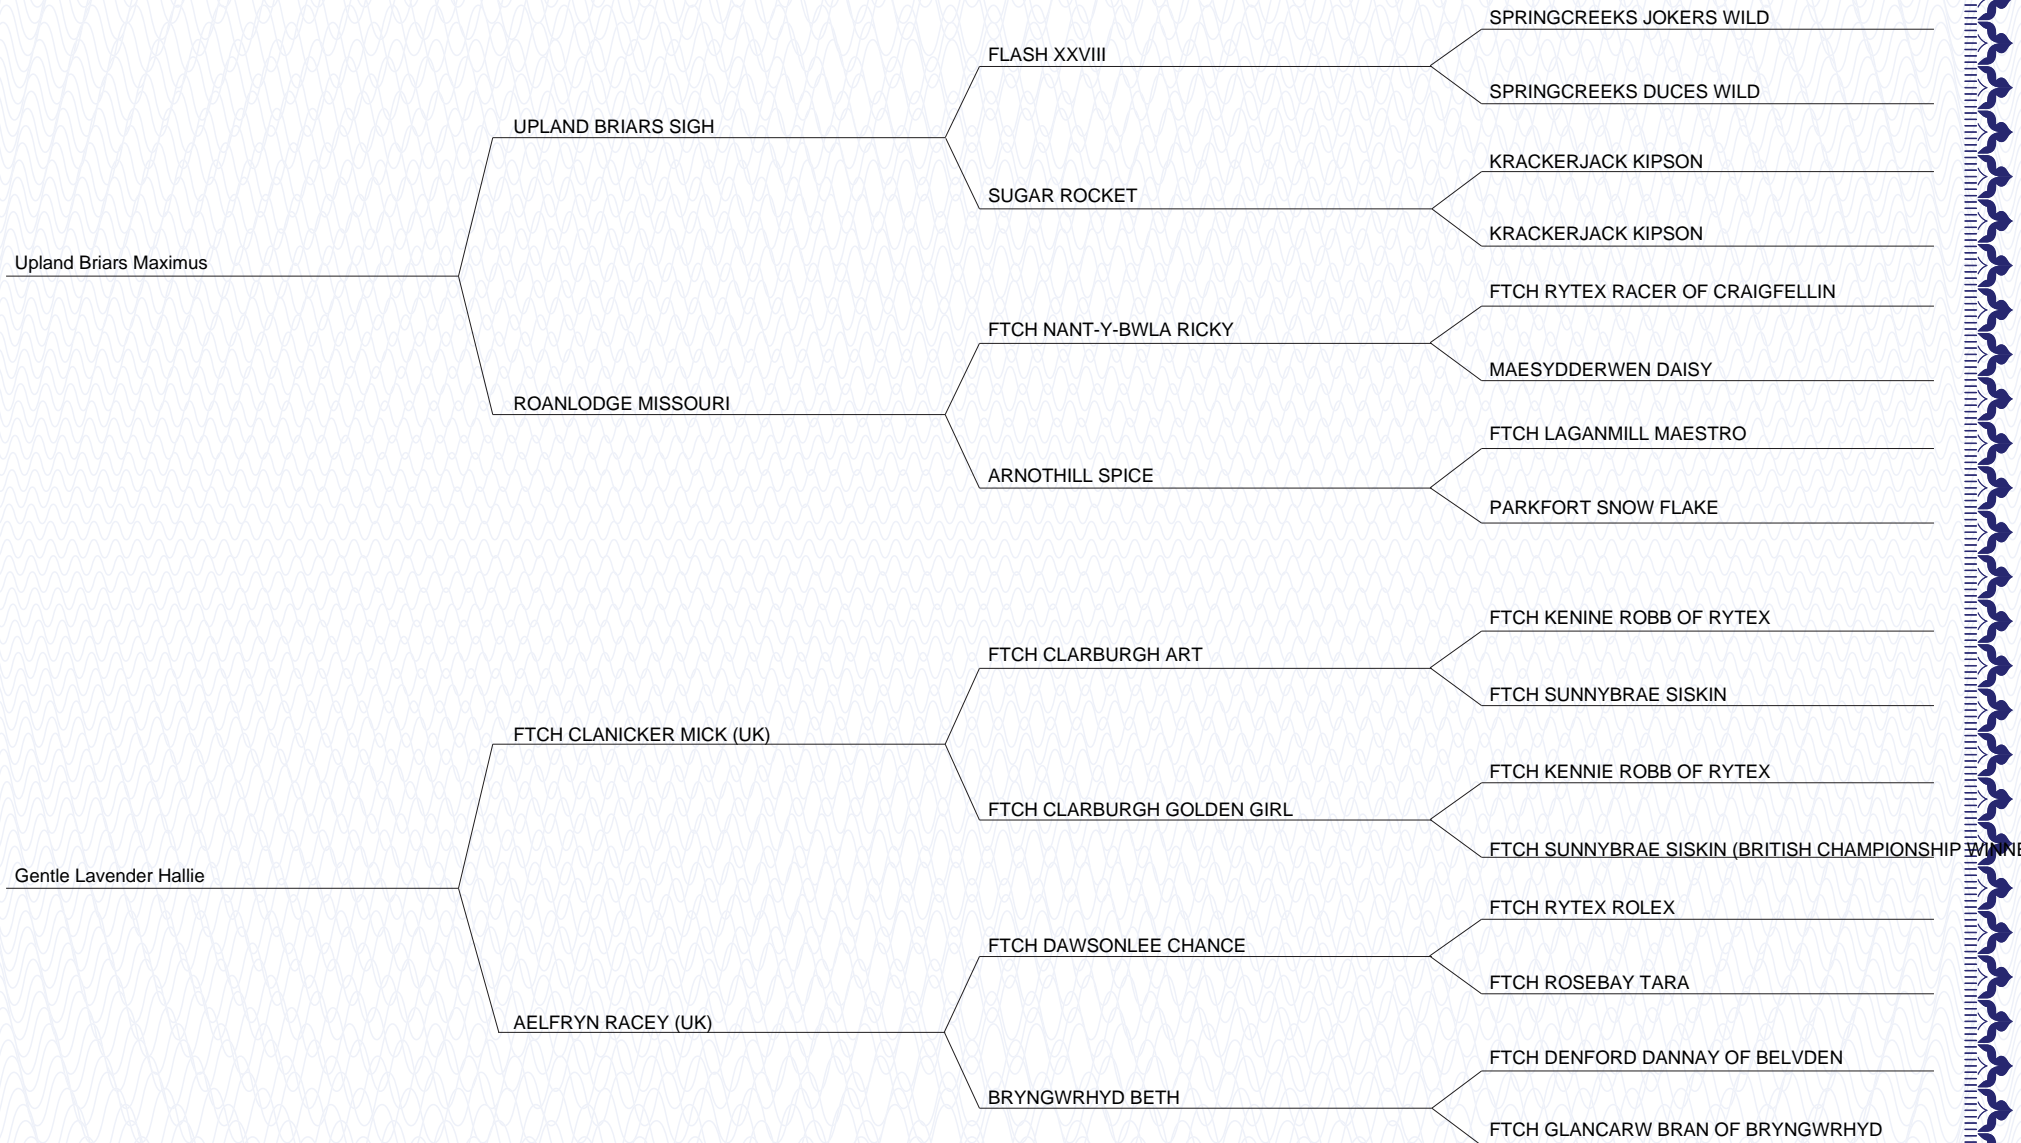 SPRINGCREEKS JOKERS WILD
FLASH XXVIII
SPRINGCREEKS DUCES WILD
UPLAND BRIARS SIGH
KRACKERJACK KIPSON
SUGAR ROCKET
KRACKERJACK KIPSON
Upland Briars Maximus
FTCH RYTEX RACER OF CRAIGFELLIN
FTCH NANT-Y-BWLA RICKY
MAESYDDERWEN DAISY
ROANLODGE MISSOURI
FTCH LAGANMILL MAESTRO
ARNOTHILL SPICE
PARKFORT SNOW FLAKE
FTCH KENINE ROBB OF RYTEX
FTCH CLARBURGH ART
FTCH SUNNYBRAE SISKIN
FTCH CLANICKER MICK (UK)
FTCH KENNIE ROBB OF RYTEX
FTCH CLARBURGH GOLDEN GIRL
FTCH SUNNYBRAE SISKIN (BRITISH CHAMPIONSHIP
Gentle Lavender Hallie
FTCH RYTEX ROLEX
FTCH DAWSONLEE CHANCE
FTCH ROSEBAY TARA
AELFRYN RACEY (UK)
FTCH DENFORD DANNAY OF BELVDEN
BRYNGWRHYD BETH
FTCH GLANCARW BRAN OF BRYNGWRHYD